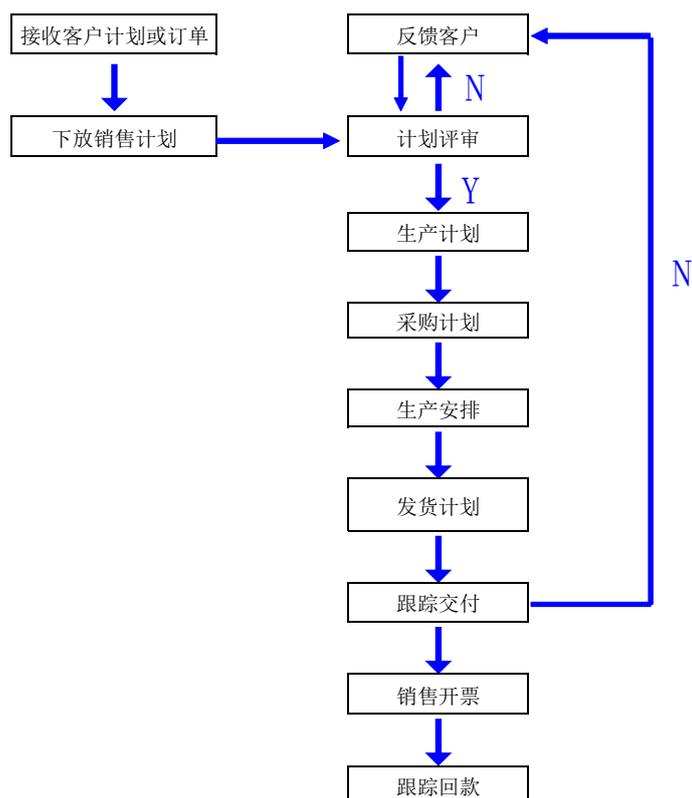 接收客户计划或订单
反馈客户
N
下放销售计划
计划评审
Y
生产计划
N
采购计划
生产安排
发货计划
跟踪交付
销售开票
跟踪回款